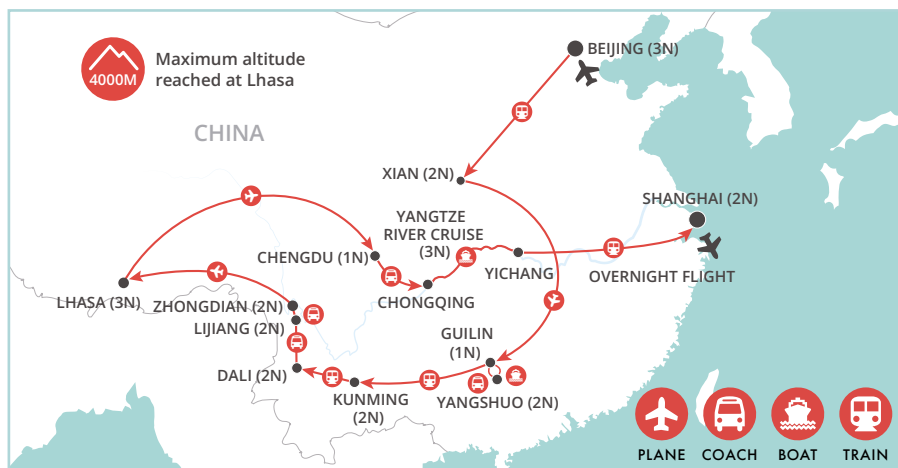 BEIJING (3N)
Maximum altitude
reached at Lhasa
4000M
CHINA
XIAN (2N)
SHANGHAI (2N)
YANGTZE
RIVER CRUISE
(3N)
CHENGDU (1N)
YICHANG
OVERNIGHT FLIGHT
CHONGQING
LHASA (3N)
ZHONGDIAN (2N)
LIJIANG (2N)
GUILIN
(1N)
DALI (2N)
KUNMING
(2N)
YANGSHUO (2N)
PLANE
COACH
BOAT
TRAIN